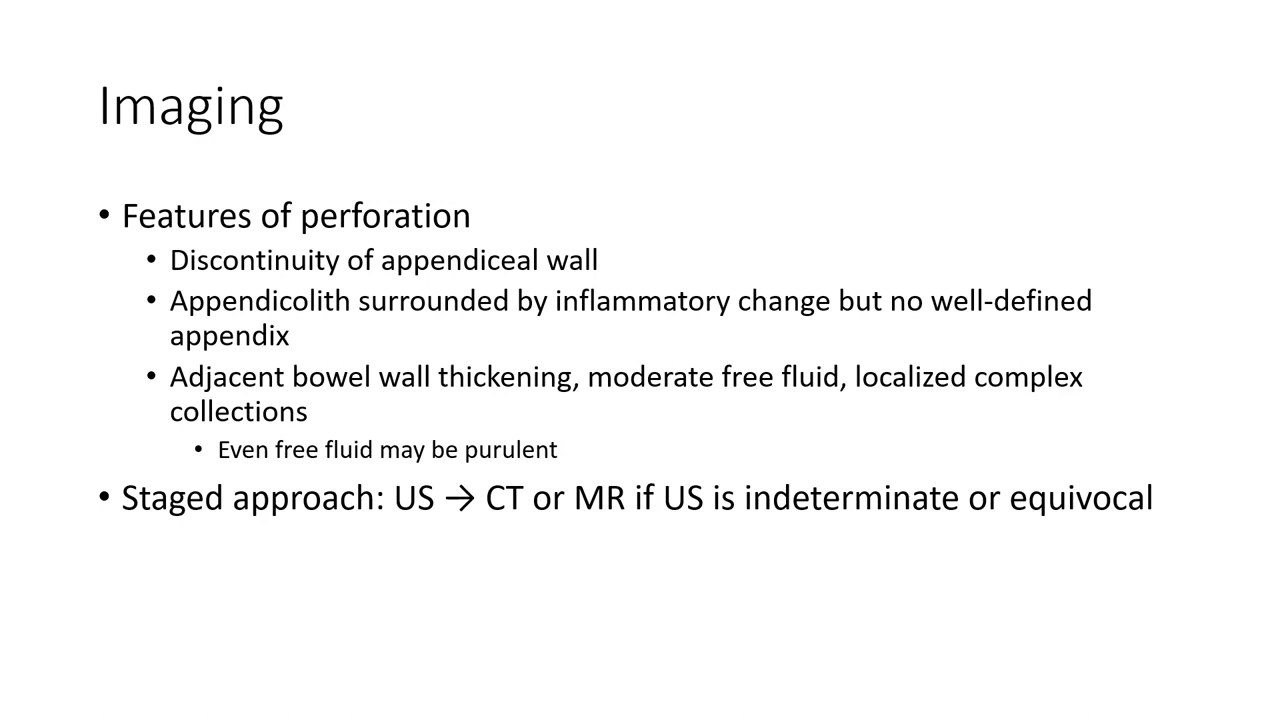 Imaging
• Features of perforation
• Discontinuity of appendiceal wall
• Appendicolith surrounded by inflammatory change but no well-defined
appendix
• Adjacent bowel wall thickening, moderate free fluid, localized complex
collections
• Even free fluid may be purulent
• Staged approach: US → CT or MR if US is indeterminate or equivocal